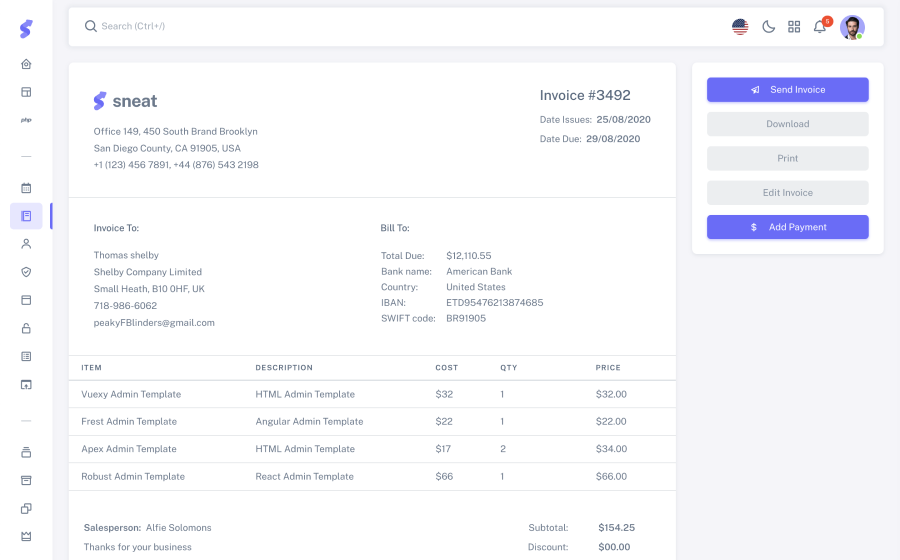 Search (Ctrl+/)
5
php
sneat
Office 149, 450 South Brand Brooklyn
San Diego County, CA 91905, USA
+1 (123) 456 7891, +44 (876) 543 2198
Invoice #3492
Date Issues: 25/08/2020
Date Due: 29/08/2020
Send Invoice
Download
Print
Edit Invoice
$ Add Payment
Invoice To:
Thomas shelby
Shelby Company Limited
Small Heath, B10 0HF, UK
718-986-6062
peakyFBlinders@gmail.com
Bill To:
Total Due: $12,110.55
Bank name: American Bank
Country: United States
IBAN: ETD95476213874685
SWIFT code: BR91905
ITEM DESCRIPTION COST QTY PRICE
Vuexy Admin Template HTML Admin Template $32 1 $32.00
Frest Admin Template Angular Admin Template $22 1 $22.00
Apex Admin Template HTML Admin Template $17 2 $34.00
Robust Admin Template React Admin Template $66 1 $66.00
Salesperson: Alfie Solomons
Thanks for your business
Subtotal: $154.25
Discount: $00.00